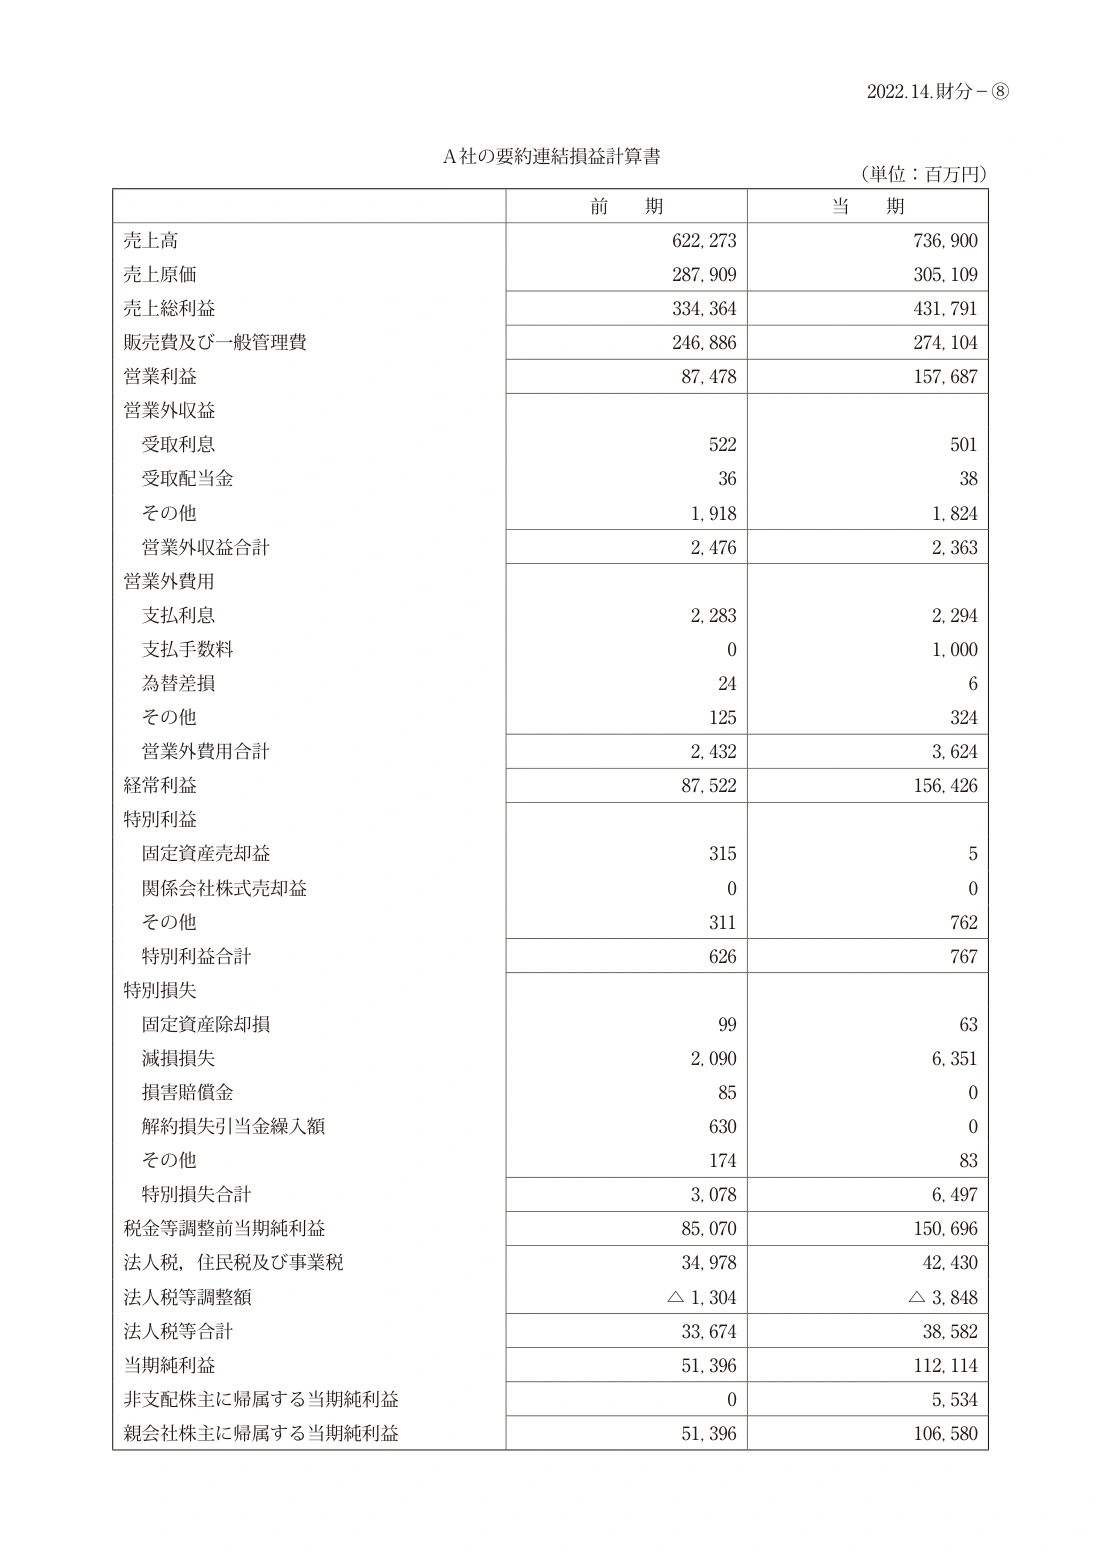 2022.14.財分－⑧
A社の要約連結損益計算書
（単位：百万円）
前　　期　当　　期
売上高 622,273 736,900
売上原価 287,909 305,109
売上総利益 334,364 431,791
販売費及び一般管理費 246,886 274,104
営業利益 87,478 157,687
営業外収益
受取利息 522 501
受取配当金 36 38
その他 1,918 1,824
営業外収益合計 2,476 2,363
営業外費用
支払利息 2,283 2,294
支払手数料 0 1,000
為替差損 24 6
その他 125 324
営業外費用合計 2,432 3,624
経常利益 87,522 156,426
特別利益
固定資産売却益 315 5
関係会社株式売却益 0 0
その他 311 762
特別利益合計 626 767
特別損失
固定資産除却損 99 63
減損損失 2,090 6,351
損害賠償金 85 0
解約損失引当金繰入額 630 0
その他 174 83
特別損失合計 3,078 6,497
税金等調整前当期純利益 85,070 150,696
法人税，住民税及び事業税 34,978 42,430
法人税等調整額 △ 1,304 △ 3,848
法人税等合計 33,674 38,582
当期純利益 51,396 112,114
非支配株主に帰属する当期純利益 0 5,534
親会社株主に帰属する当期純利益 51,396 106,580